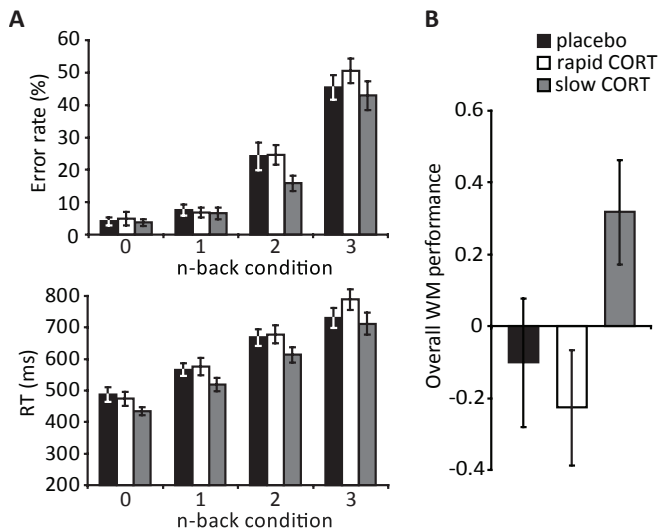 A
60
50
40
30
20
10
0
Error rate (%)
0 1 2 3
n-back condition
800
700
600
500
400
300
200
RT (ms)
0 1 2 3
n-back condition
B
placebo
rapid CORT
slow CORT
0.6
0.4
0.2
0
-0.2
-0.4
Overall WM performance